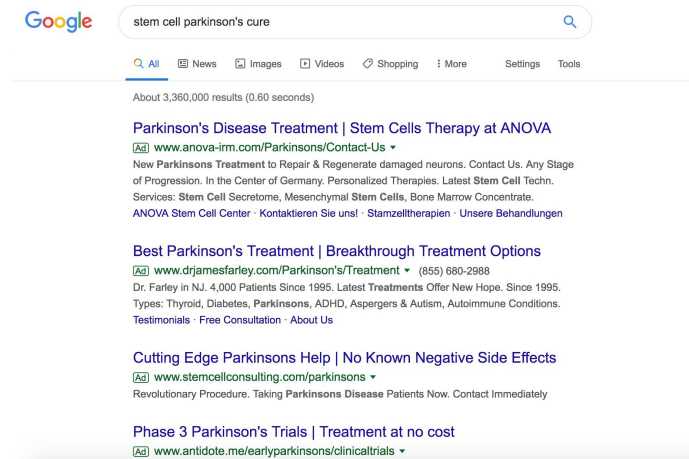 Google
stem cell parkinson's cure
All News Images Videos Shopping More Settings Tools
About 3,360,000 results (0.60 seconds)
Parkinson's Disease Treatment | Stem Cells Therapy at ANOVA
Ad www.anova-irm.com/Parkinsons/Contact-Us
New Parkinsons Treatment to Repair & Regenerate damaged neurons. Contact Us. Any Stage
of Progression. In the Center of Germany. Personalized Therapies. Latest Stem Cell Techn.
Services: Stem Cell Secretome, Mesenchymal Stem Cells, Bone Marrow Concentrate.
ANOVA Stem Cell Center · Kontaktieren Sie uns! · Stamzelltherapien · Unsere Behandlungen
Best Parkinson's Treatment | Breakthrough Treatment Options
Ad www.drjamesfarley.com/Parkinson's/Treatment (855) 680-2988
Dr. Farley in NJ. 4,000 Patients Since 1995. Latest Treatments Offer New Hope. Since 1995.
Types: Thyroid, Diabetes, Parkinsons, ADHD, Aspergers & Autism, Autoimmune Conditions.
Testimonials · Free Consultation · About Us
Cutting Edge Parkinsons Help | No Known Negative Side Effects
Ad www.stemcellconsulting.com/parkinsons
Revolutionary Procedure. Taking Parkinsons Disease Patients Now. Contact Immediately
Phase 3 Parkinson's Trials | Treatment at no cost
Ad www.antidote.me/earlyparkinsons/clinicaltrials